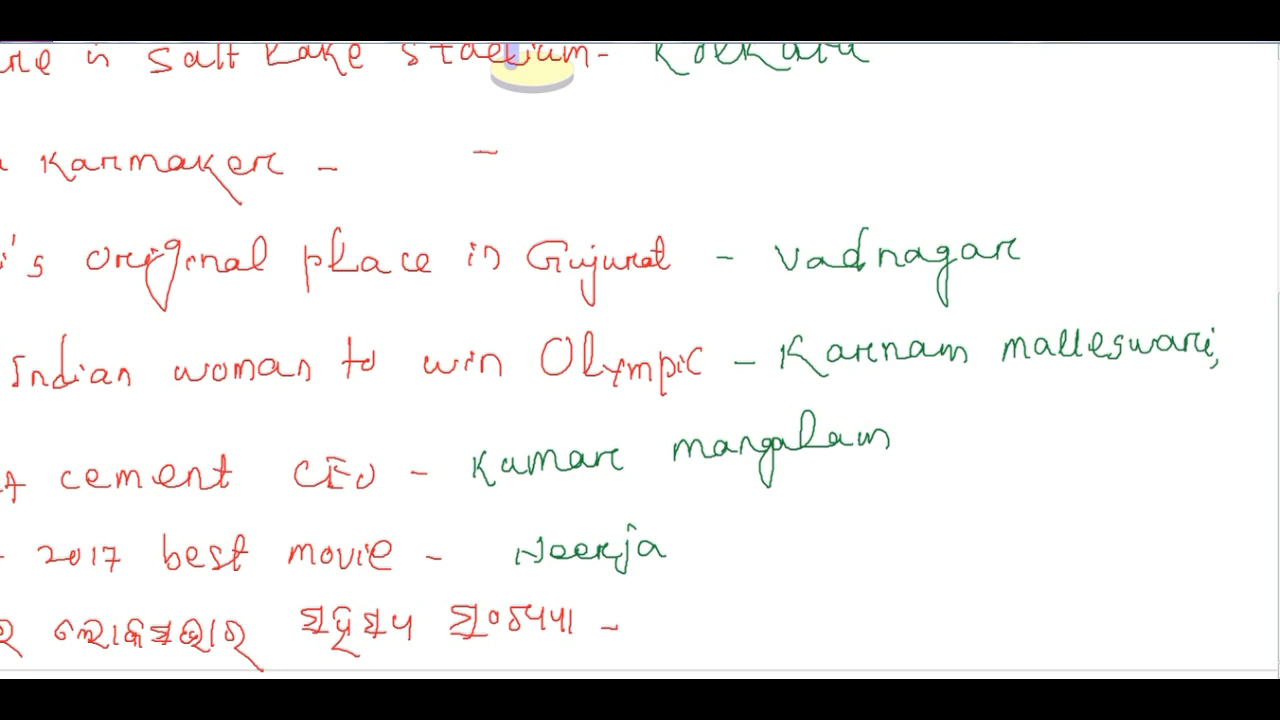 in Salt Lake Stadium - Kolkata
Karmaker - -
i's original place in Gujurat - Vadnagar
Indian woman to win Olympic - Karnam malleswari,
cement CEO - Kumar mangalam
- 2017 best movie - Neerja